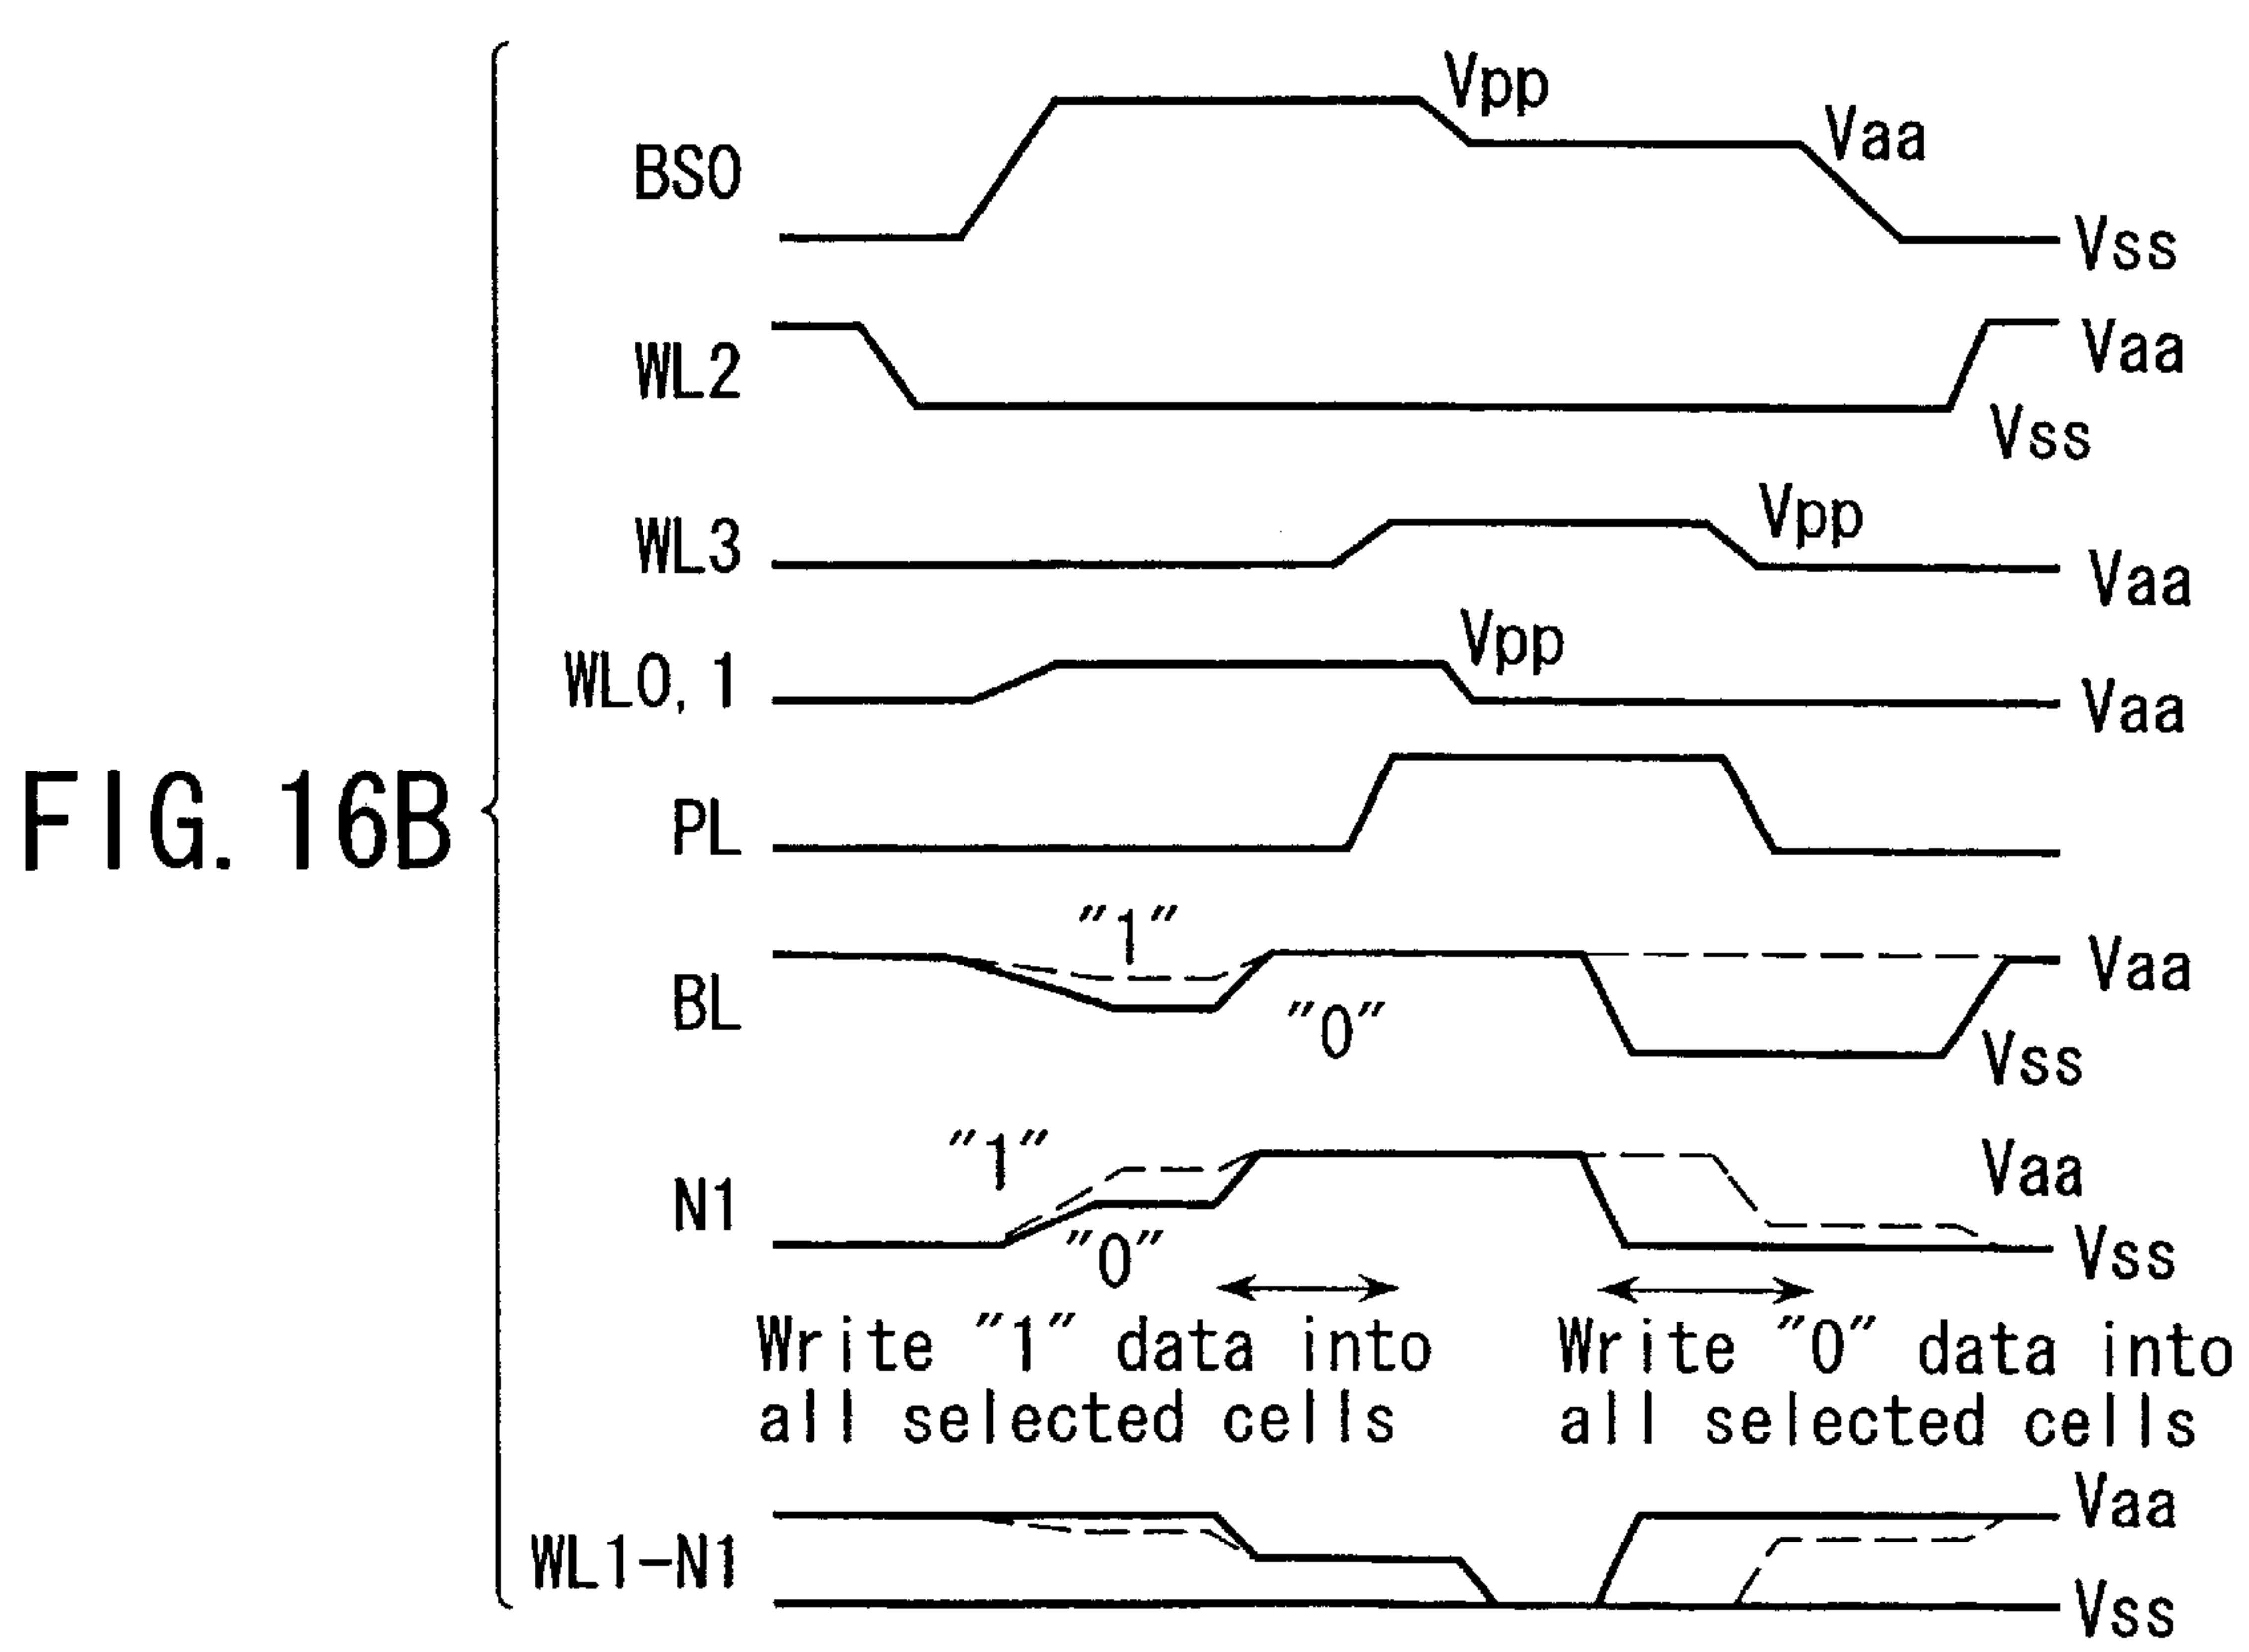 FIG. 16B
BS0
Vpp
Vaa
Vss
WL2
Vaa
Vss
WL3
Vpp
Vaa
WL0, 1
Vpp
Vaa
PL
BL
"1"
"0"
Vaa
Vss
N1
"1"
"0"
Vaa
Vss
Write "1" data into
all selected cells
Write "0" data into
all selected cells
WL1-N1
Vaa
Vss